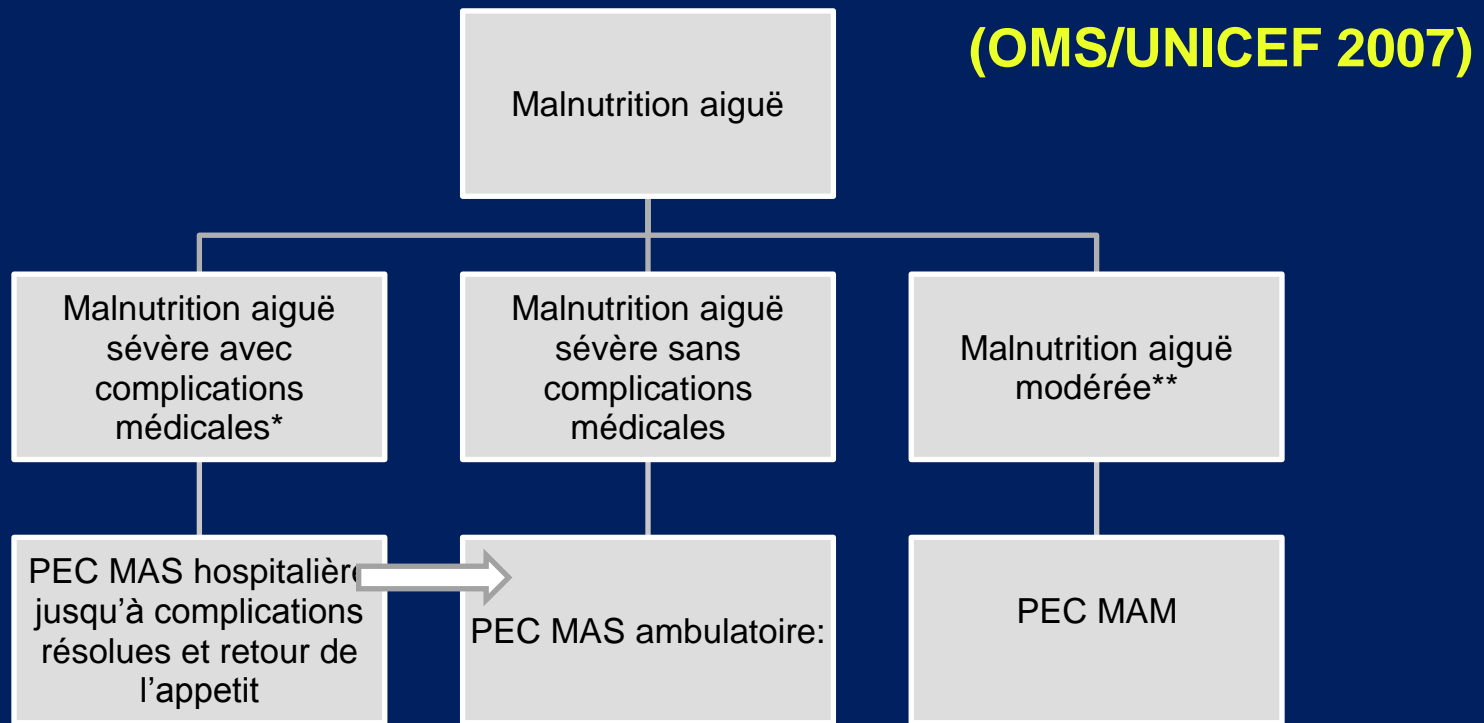 (OMS/UNICEF 2007)
Malnutrition aiguë
Malnutrition aiguë
sévère avec
complications
médicales*
Malnutrition aiguë
sévère sans
complications
médicales
Malnutrition aiguë
modérée**
PEC MAS hospitalière
jusqu’à complications
résolues et retour de
l’appetit
PEC MAS ambulatoire:
PEC MAM